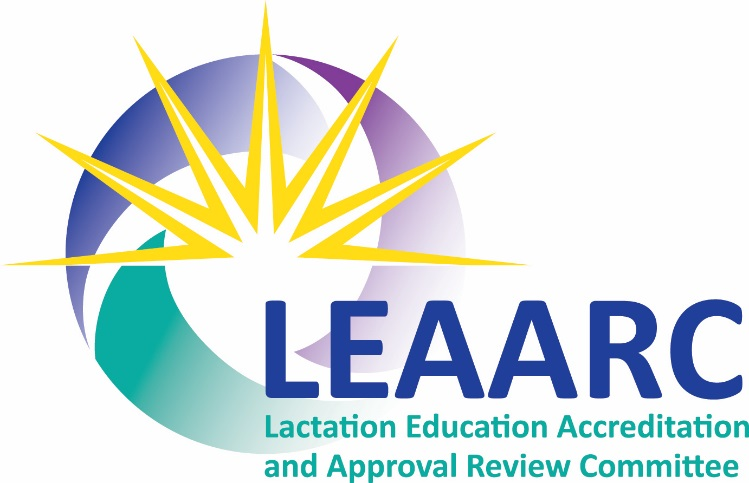 LEAARC
Lactation Education Accreditation
and Approval Review Committee